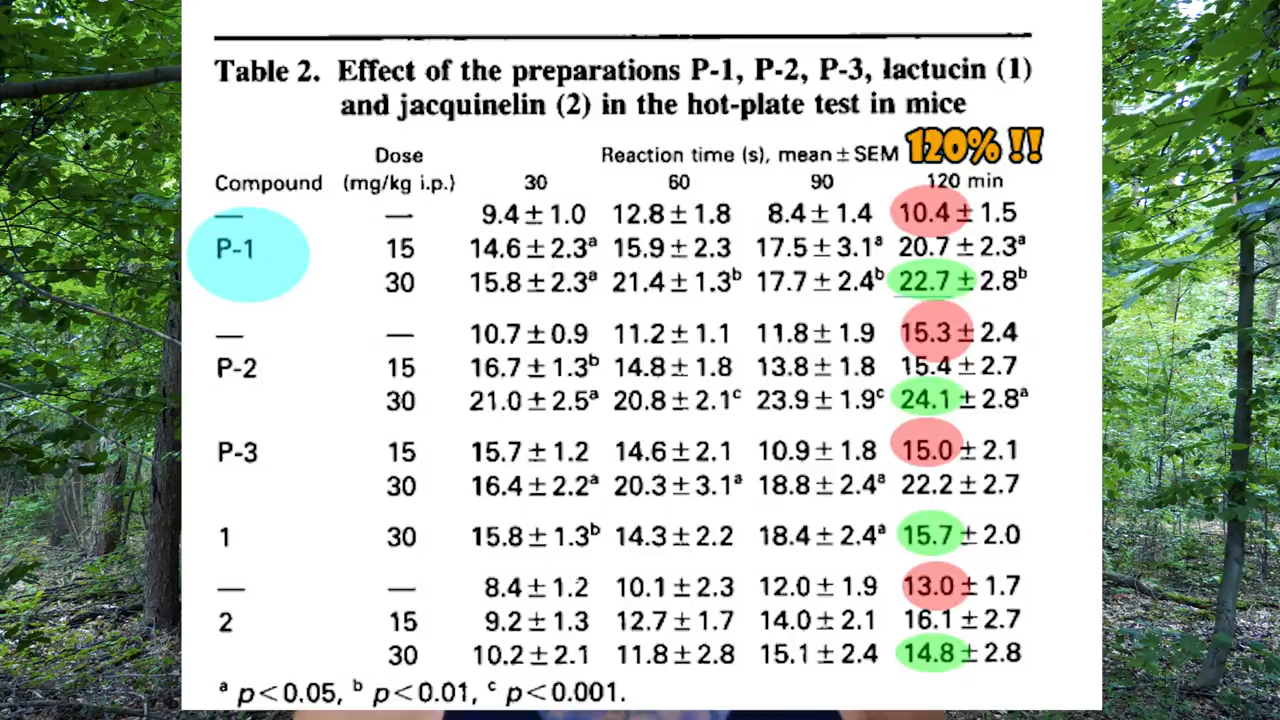 Table 2. Effect of the preparations P-1, P-2, P-3, lactucin (1)
and jacquinelin (2) in the hot-plate test in mice
120% !!
Dose Reaction time (s), mean ± SEM
Compound (mg/kg i.p.) 30 60 90 120 min
— — 9.4 ± 1.0 12.8 ± 1.8 8.4 ± 1.4 10.4 ± 1.5
P-1 15 14.6 ± 2.3ᵃ 15.9 ± 2.3 17.5 ± 3.1ᵃ 20.7 ± 2.3ᵃ
30 15.8 ± 2.3ᵃ 21.4 ± 1.3ᵇ 17.7 ± 2.4ᵇ 22.7 ± 2.8ᵇ
— — 10.7 ± 0.9 11.2 ± 1.1 11.8 ± 1.9 15.3 ± 2.4
P-2 15 16.7 ± 1.3ᵇ 14.8 ± 1.8 13.8 ± 1.8 15.4 ± 2.7
30 21.0 ± 2.5ᵃ 20.8 ± 2.1ᶜ 23.9 ± 1.9ᶜ 24.1 ± 2.8ᵃ
P-3 15 15.7 ± 1.2 14.6 ± 2.1 10.9 ± 1.8 15.0 ± 2.1
30 16.4 ± 2.2ᵃ 20.3 ± 3.1ᵃ 18.8 ± 2.4ᵃ 22.2 ± 2.7
1 30 15.8 ± 1.3ᵇ 14.3 ± 2.2 18.4 ± 2.4ᵃ 15.7 ± 2.0
— — 8.4 ± 1.2 10.1 ± 2.3 12.0 ± 1.9 13.0 ± 1.7
2 15 9.2 ± 1.3 12.7 ± 1.7 14.0 ± 2.1 16.1 ± 2.7
30 10.2 ± 2.1 11.8 ± 2.8 15.1 ± 2.4 14.8 ± 2.8
ᵃ p<0.05, ᵇ p<0.01, ᶜ p<0.001.